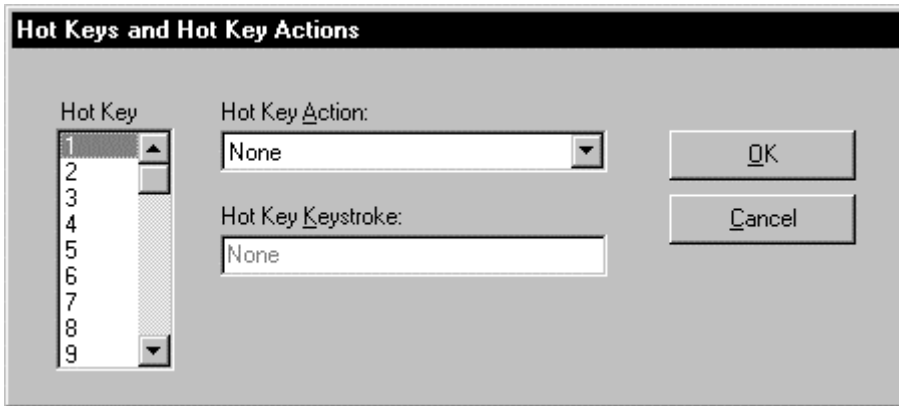 Hot Keys and Hot Key Actions
Hot Key
1
2
3
4
5
6
7
8
9
Hot Key Action:
None
Hot Key Keystroke:
None
OK
Cancel